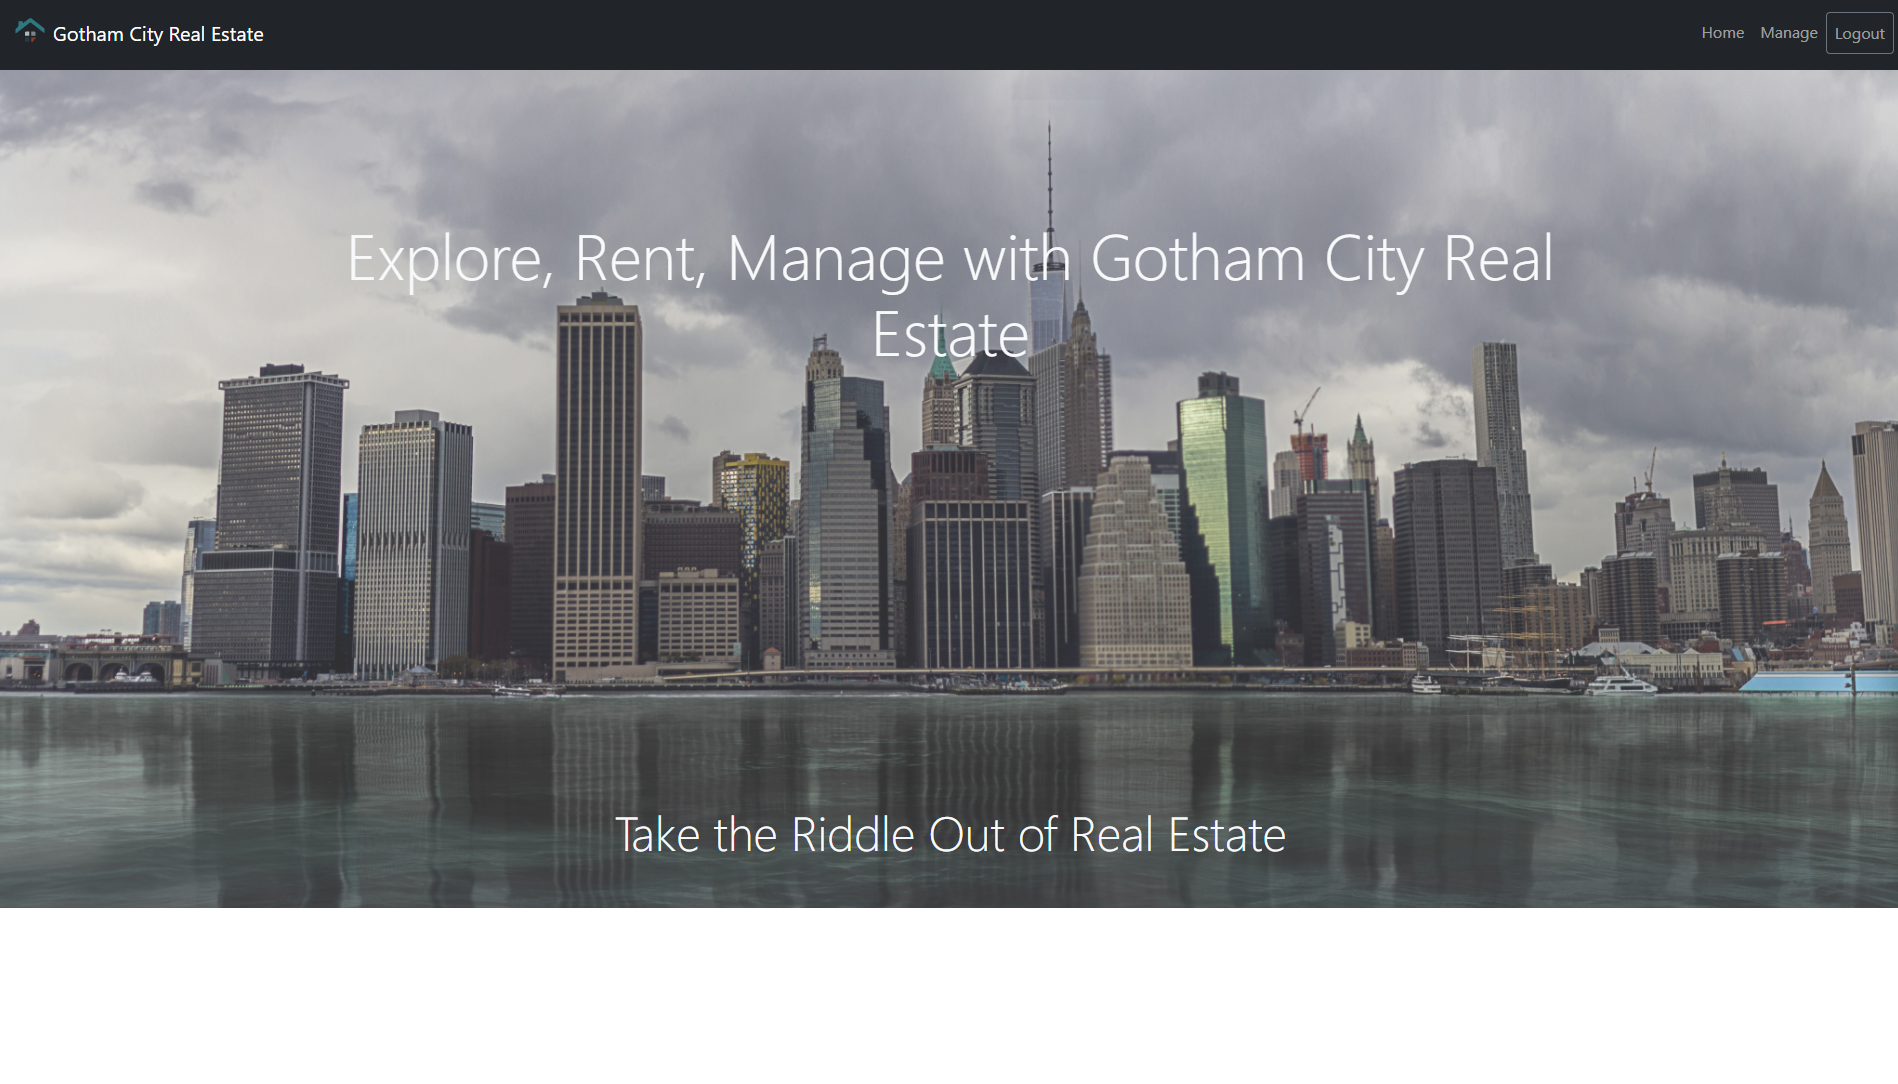 Gotham City Real Estate
Home
Manage
Logout
Explore, Rent, Manage with Gotham City Real
Estate
Take the Riddle Out of Real Estate